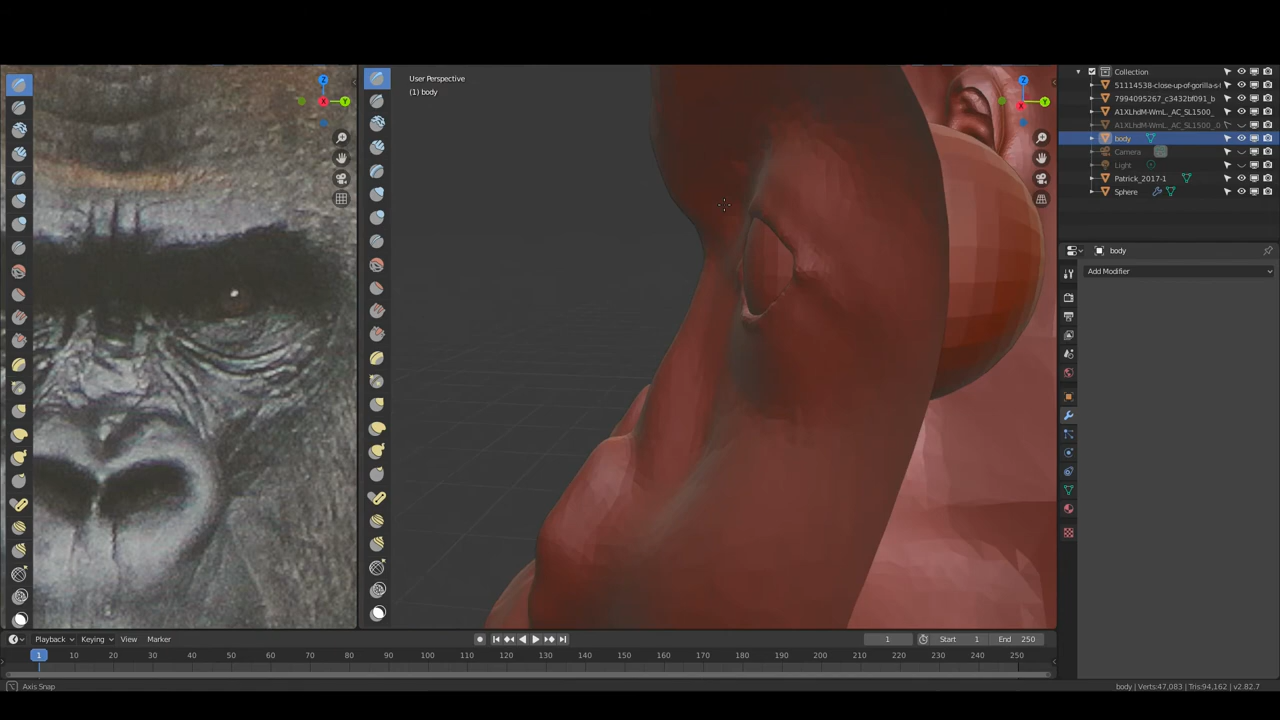 User Perspective
(1) body
Z
Y
X
Z
Y
X
Collection
51114538-close-up-of-gorilla-s-
7994095267_c3432bf091_b
A1XLhdM-WmL._AC_SL1500_
A1XLhdM-WmL._AC_SL1500_.0
body
Camera
Light
Patrick_2017-1
Sphere
body
Add Modifier
Playback
Keying
View
Marker
1
Start
1
End
250
1
10
20
30
40
50
60
70
80
90
100
110
120
130
140
150
160
170
180
190
200
210
220
230
240
250
Axis Snap
body | Verts:47,083 | Tris:94,162 | v2.82.7